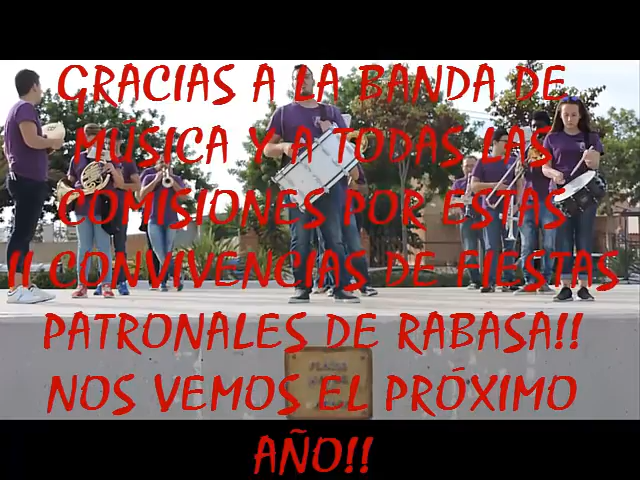 GRACIAS A LA BANDA DE
MÚSICA Y A TODAS LAS
COMISIONES POR ESTAS
II CONVIVENCIAS DE FIESTAS
PATRONALES DE RABASA!!
NOS VEMOS EL PRÓXIMO
AÑO!!